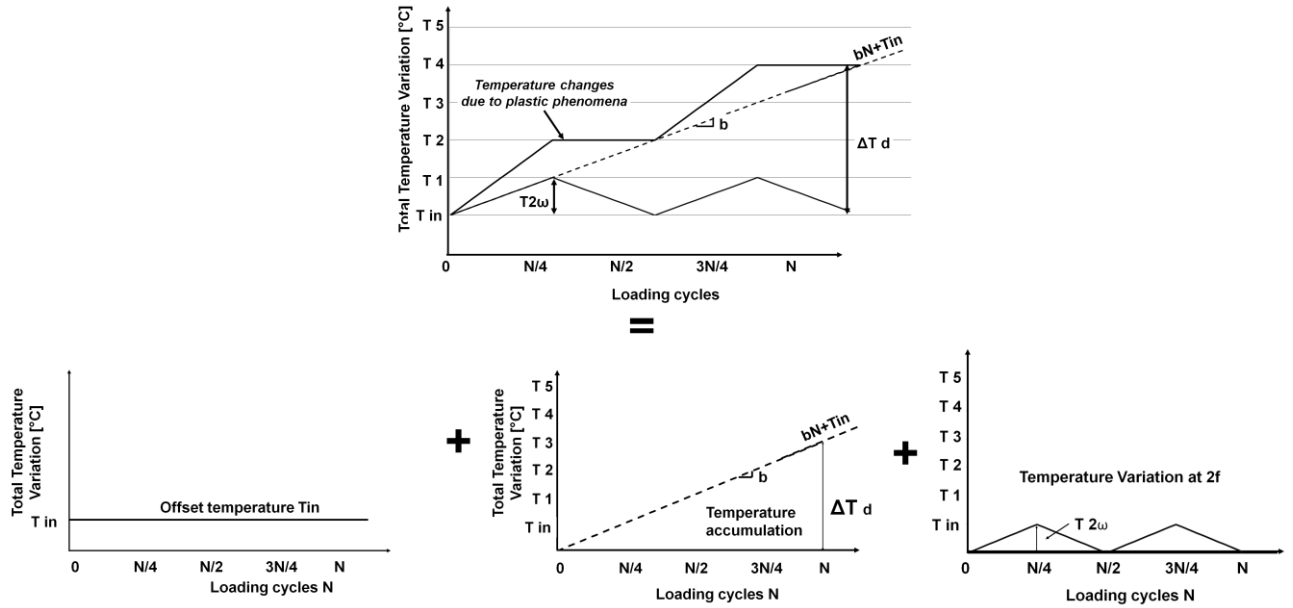 Total Temperature Variation [°C]
T 5
T 4
T 3
T 2
T 1
T in
bN+Tin
Temperature changes
due to plastic phenomena
b
ΔT d
T2ω
0 N/4 N/2 3N/4 N
Loading cycles
=
Total Temperature
Variation [°C]
T in
Offset temperature Tin
0 N/4 N/2 3N/4 N
Loading cycles N
+
Total Temperature
Variation [°C]
T 5
T 4
T 3
T 2
T 1
T in
bN+Tin
b
Temperature
accumulation
ΔT d
0 N/4 N/2 3N/4 N
Loading cycles N
+
T 5
T 4
T 3
T 2
T 1
T in
Temperature Variation at 2f
T 2ω
0 N/4 N/2 3N/4 N
Loading cycles N